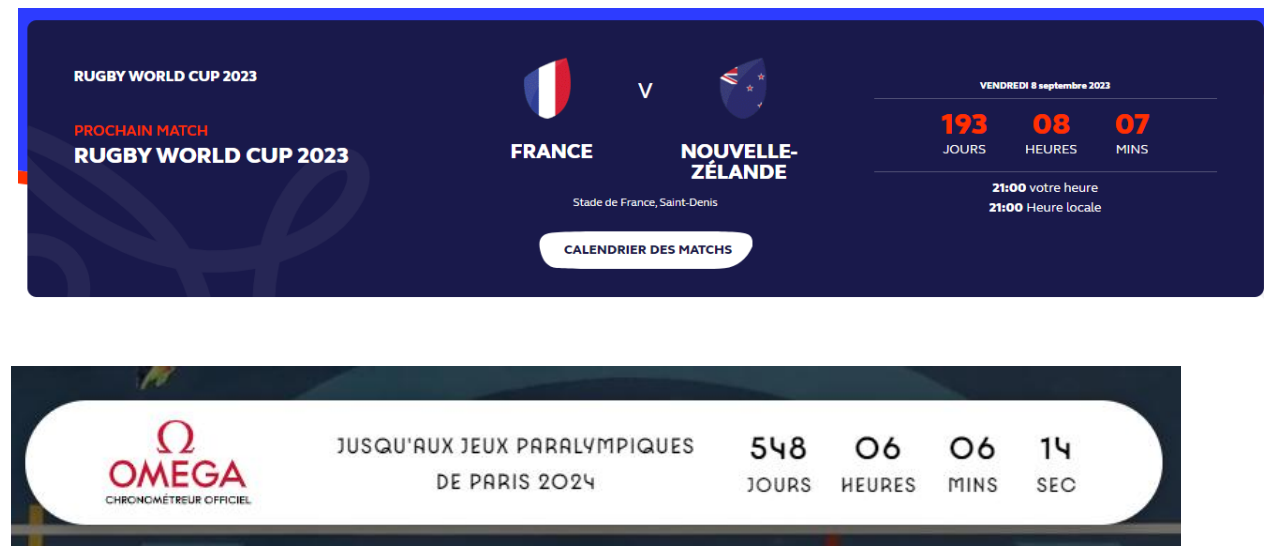 RUGBY WORLD CUP 2023
PROCHAIN MATCH
RUGBY WORLD CUP 2023
V
FRANCE
NOUVELLE-
ZÉLANDE
Stade de France, Saint-Denis
CALENDRIER DES MATCHS
VENDREDI 8 septembre 2023
193 08 07
JOURS HEURES MINS
21:00 votre heure
21:00 Heure locale
Ω
OMEGA
CHRONOMÉTREUR OFFICIEL
JUSQU'AUX JEUX PARALYMPIQUES
DE PARIS 2024
548 06 06 14
JOURS HEURES MINS SEC